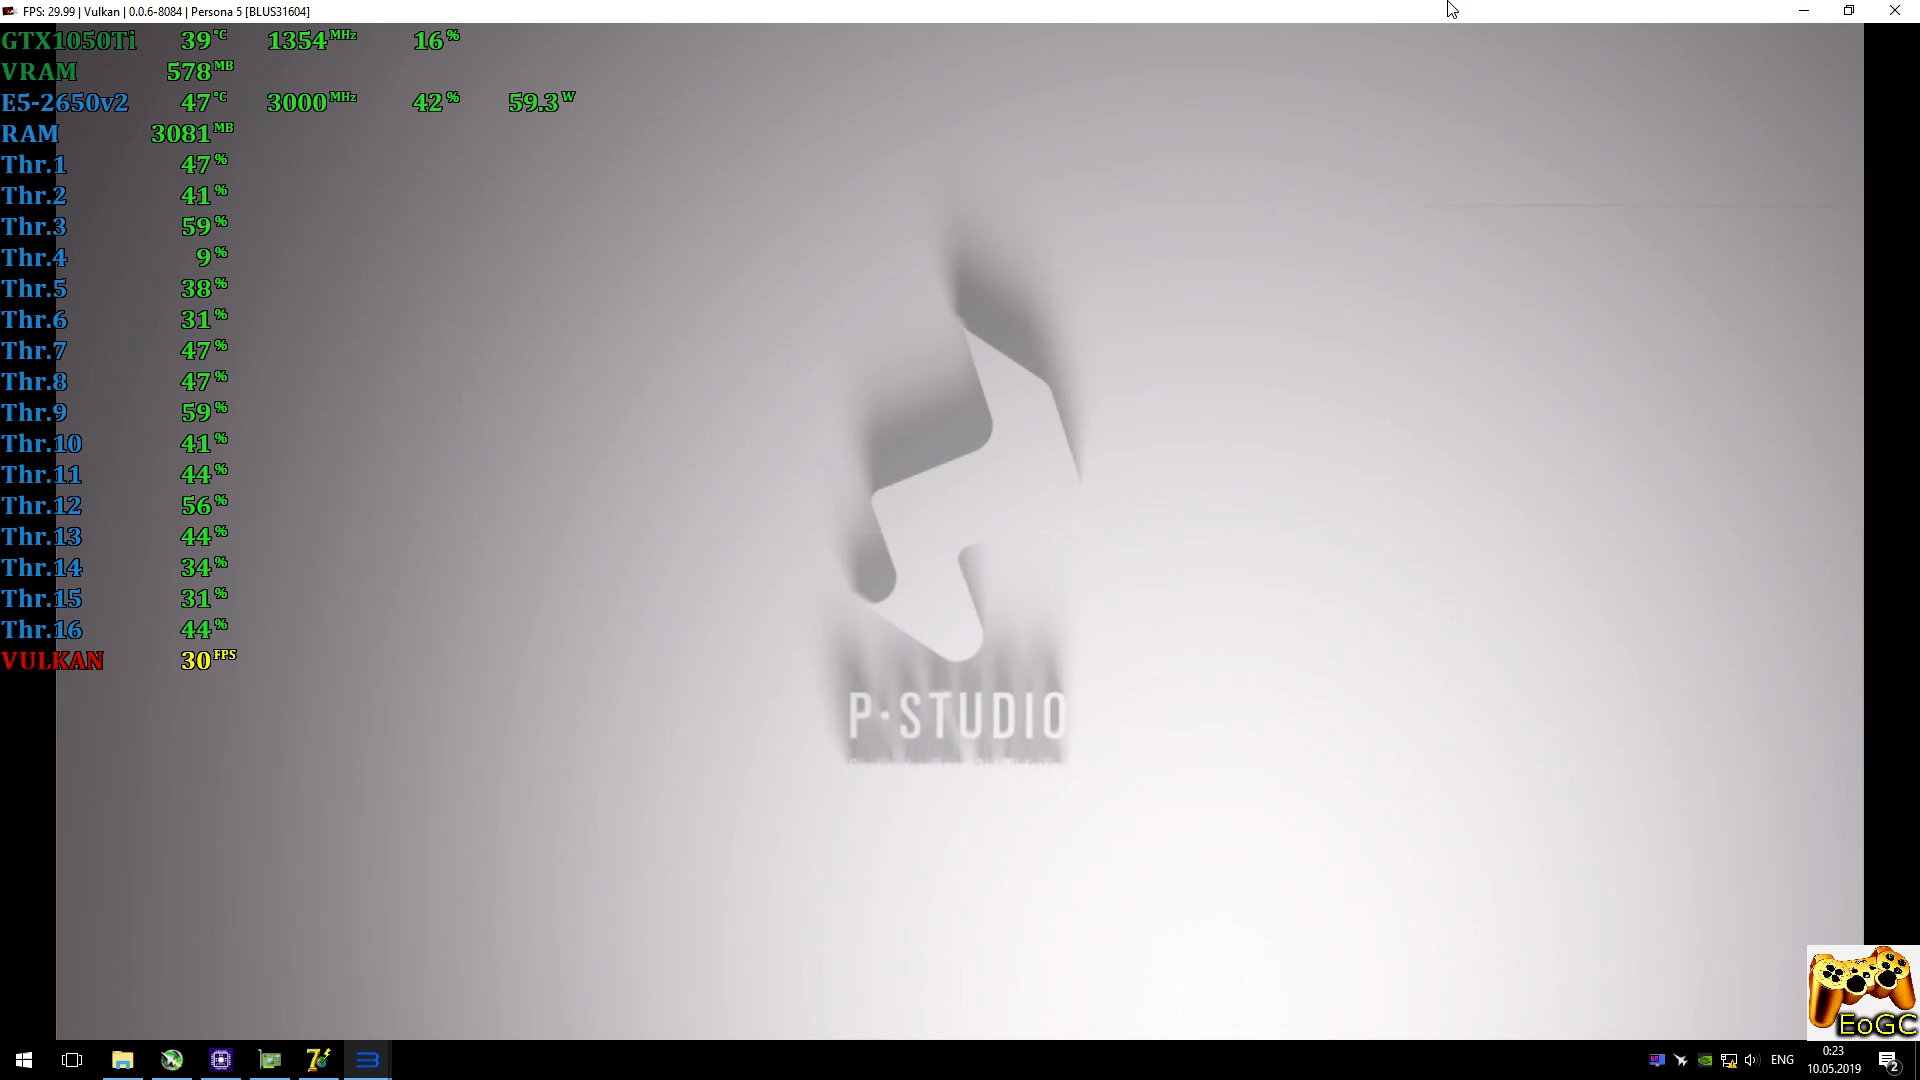 FPS: 29.99 | Vulkan | 0.0.6-8084 | Persona 5 [BLUS31604]
GTX1050Ti 39°C 1354MHz 16%
VRAM 578MB
E5-2650v2 47°C 3000MHz 42% 59.3W
RAM 3081MB
Thr.1 47%
Thr.2 41%
Thr.3 59%
Thr.4 9%
Thr.5 38%
Thr.6 31%
Thr.7 47%
Thr.8 47%
Thr.9 59%
Thr.10 41%
Thr.11 44%
Thr.12 56%
Thr.13 44%
Thr.14 34%
Thr.15 31%
Thr.16 44%
VULKAN 30FPS
P·STUDIO
EoGC
ENG
0:23
10.05.2019
2